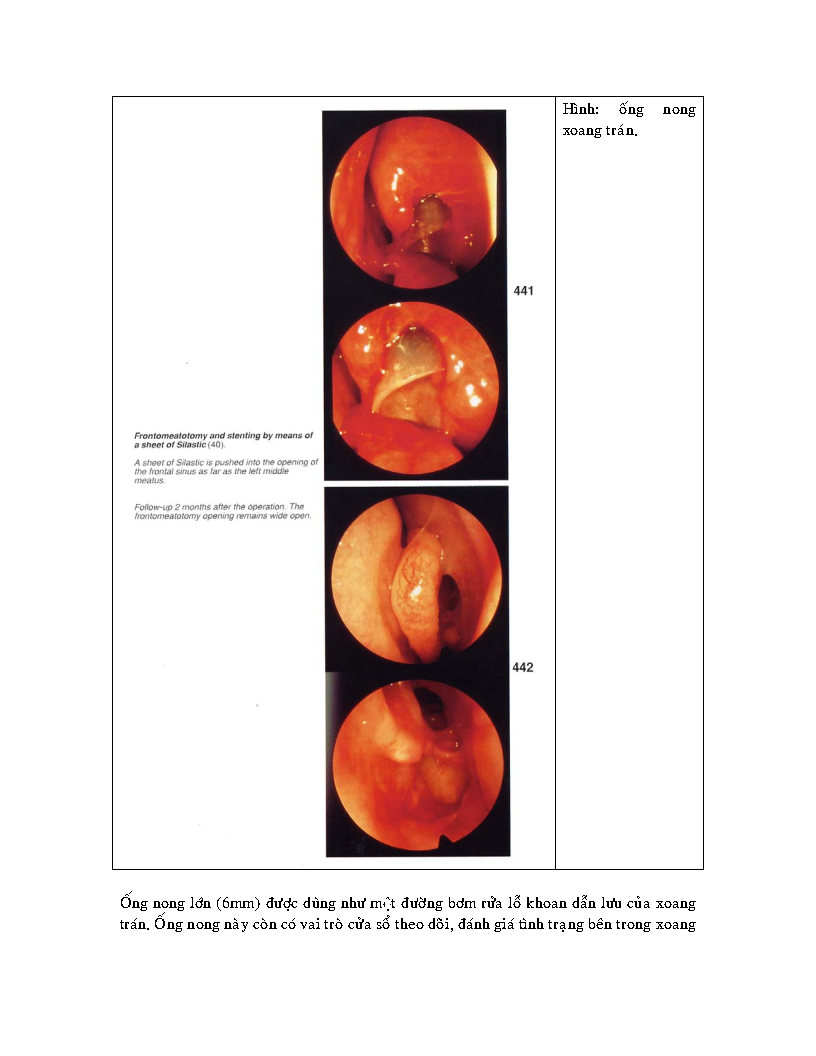 Hình: ống nong
xoang trán.
441
Frontomeatotomy and stenting by means of
a sheet of Silastic (40).
A sheet of Silastic is pushed into the opening of
the frontal sinus as far as the left middle
meatus.
Follow-up 2 months after the operation. The
frontomeatotomy opening remains wide open.
442
Ống nong lớn (6mm) được dùng như một đường bơm rửa lỗ khoan dẫn lưu của xoang
trán. Ống nong này còn có vai trò cửa sổ theo dõi, đánh giá tình trạng bên trong xoang